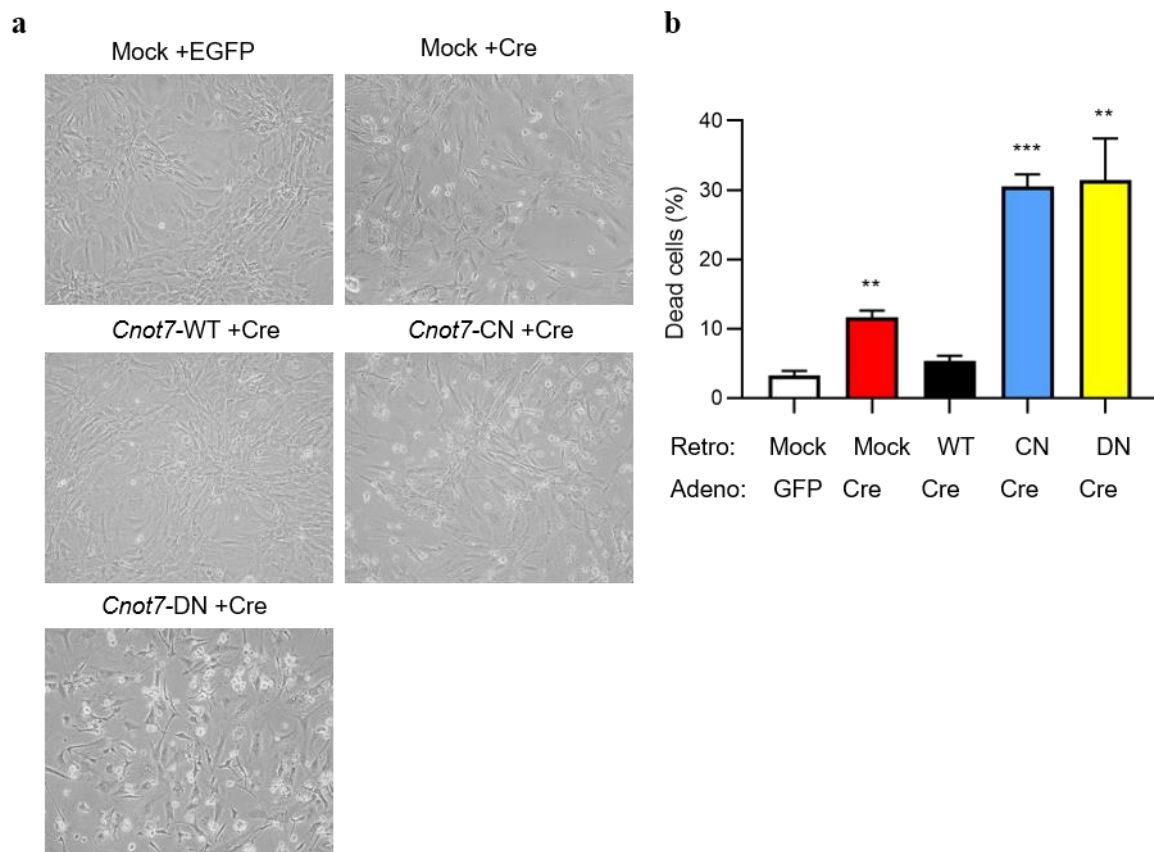 a
Mock +EGFP
Mock +Cre
Cnot7-WT +Cre
Cnot7-CN +Cre
Cnot7-DN +Cre
b
Dead cells (%)
40
30
20
10
0
**
***
**
Retro: Mock Mock WT CN DN
Adeno: GFP Cre Cre Cre Cre